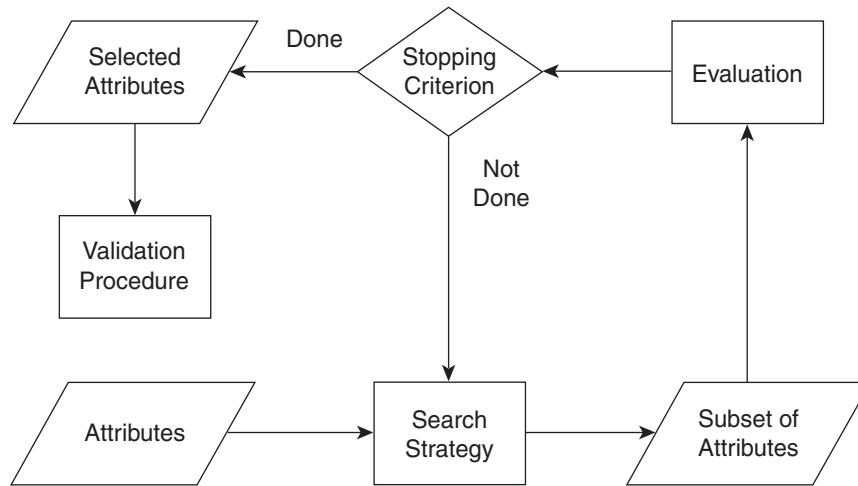 Done
Selected
Attributes
Stopping
Criterion
Evaluation
Not
Done
Validation
Procedure
Attributes
Search
Strategy
Subset of
Attributes